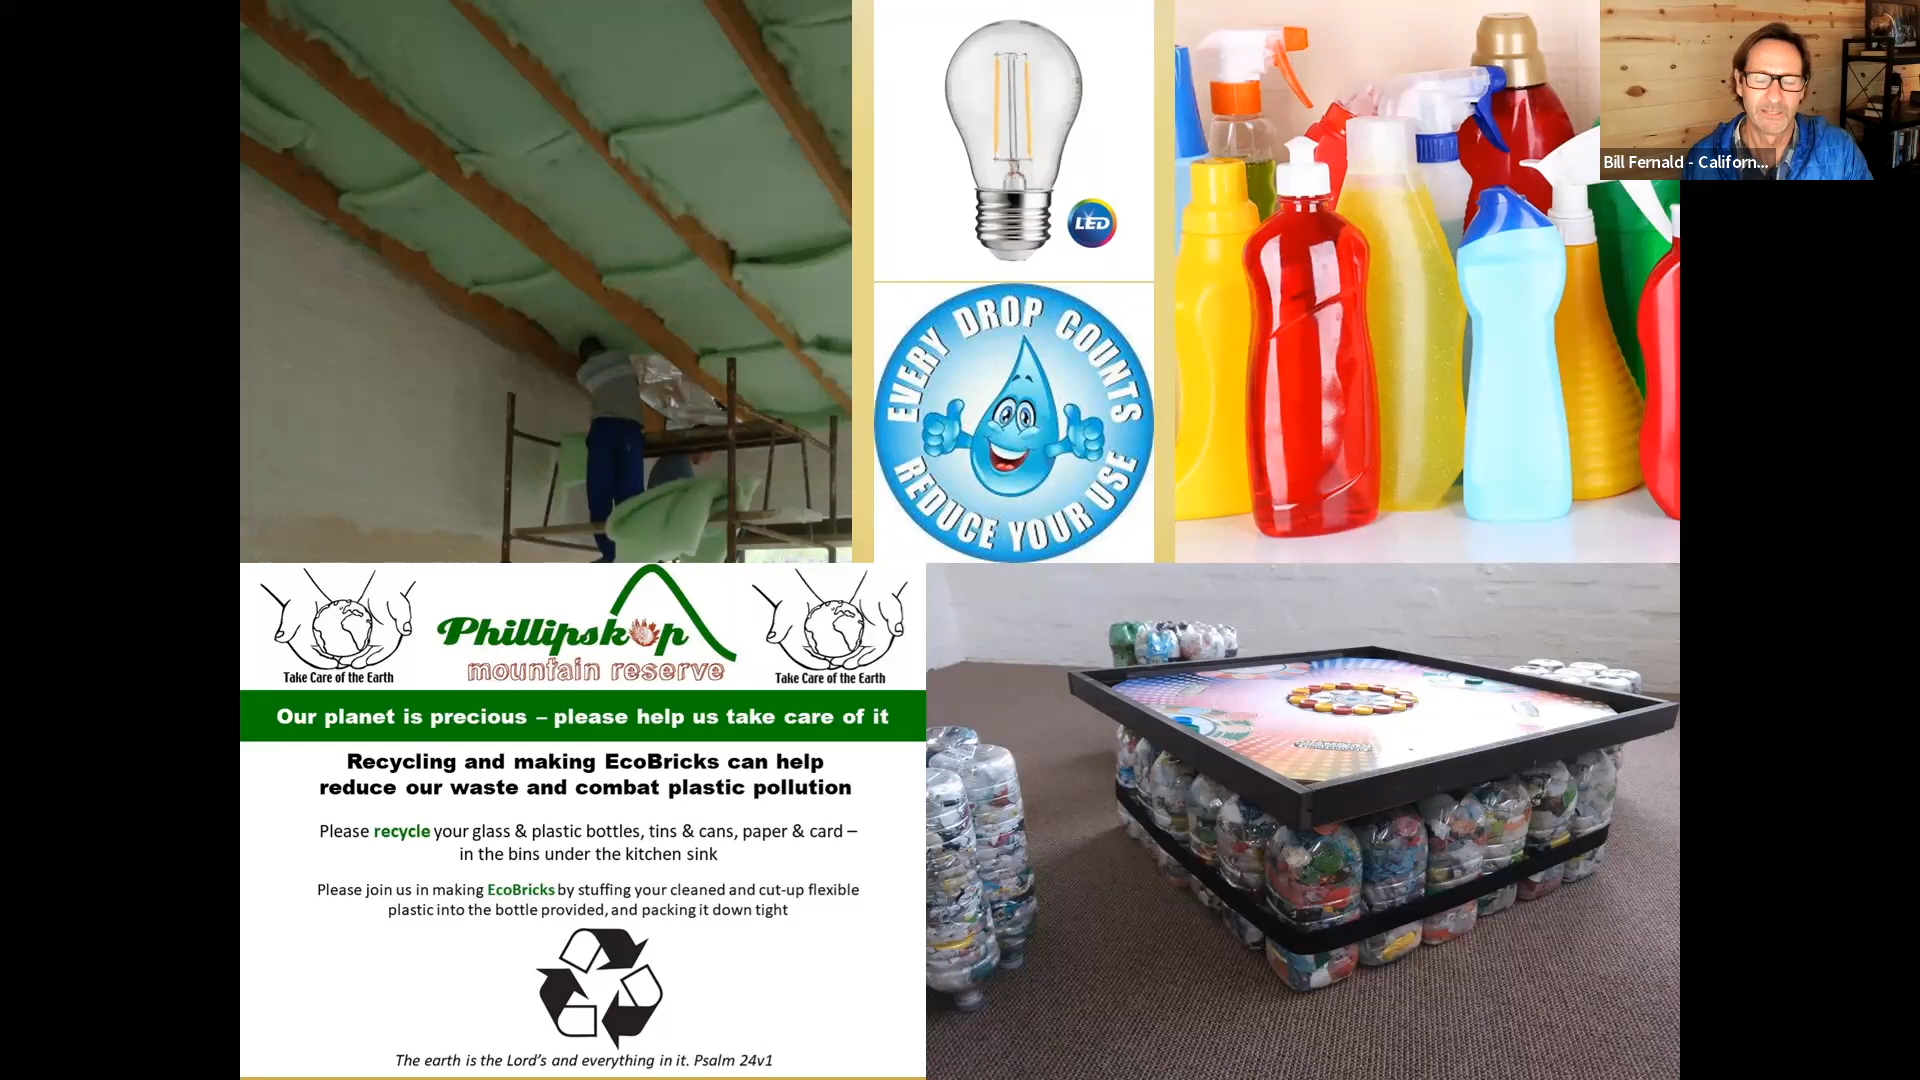 LED
EVERY DROP COUNTS
REDUCE YOUR USE
Bill Fernald - Californ...
Take Care of the Earth
Phillipskop
mountain reserve
Take Care of the Earth
Our planet is precious – please help us take care of it
Recycling and making EcoBricks can help
reduce our waste and combat plastic pollution
Please recycle your glass & plastic bottles, tins & cans, paper & card –
in the bins under the kitchen sink
Please join us in making EcoBricks by stuffing your cleaned and cut-up flexible
plastic into the bottle provided, and packing it down tight
The earth is the Lord's and everything in it. Psalm 24v1